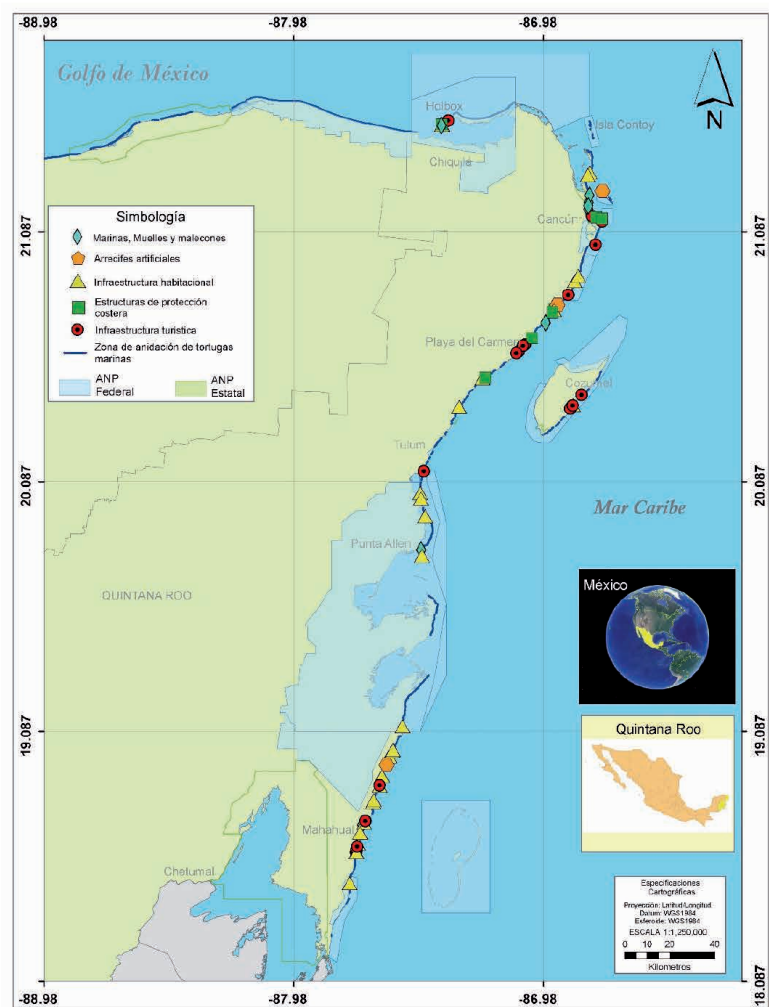 -88.98
-87.98
-86.98
Golfo de México
N
Holbox
Isla Contoy
Chiquila
Cancún
21.087
21.087
Simbología
Marinas, Muelles y malecones
Arrecifes artificiales
Infraestructura habitacional
Estructuras de protección
costera
Infraestructura turistica
Zona de anidación de tortugas
marinas
ANP
Federal
ANP
Estatal
Playa del Carmen
Cozumel
Tulum
20.087
20.087
Mar Caribe
Punta Allen
QUINTANA ROO
México
19.087
19.087
Quintana Roo
Mahahual
Chetumal
Especificaciones
Cartográficas
Proyección: Latitud/Longitud
Datum: WGS1984
Esferoide: WGS1984
ESCALA 1:1,250,000
0 10 20 40
Kilometros
18.087
-88.98
-87.98
-86.98